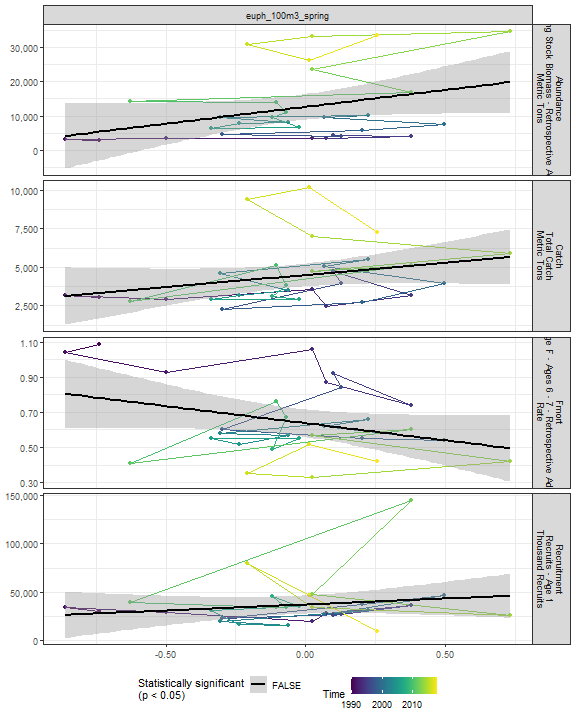 euph_100m3_spring
30,000
20,000
10,000
0
Abundance
ng Stock Biomass - Retrospective A
Metric Tons
10,000
7,500
5,000
2,500
Catch
Total Catch
Metric Tons
1.10
0.90
0.70
0.50
0.30
Fmort
ge F - Ages 6 - 7 - Retrospective Ad
Rate
150,000
100,000
50,000
0
Recruitment
Recruits - Age 1
Thousand Recruits
-0.50 0.00 0.50
Statistically significant
(p < 0.05)
FALSE
Time
1990 2000 2010